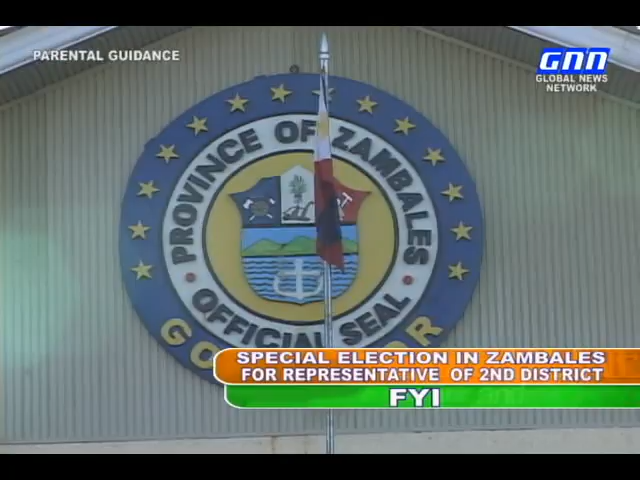 PARENTAL GUIDANCE
GNN
GLOBAL NEWS
NETWORK
PROVINCE OF ZAMBALES
OFFICIAL SEAL
SPECIAL ELECTION IN ZAMBALES
FOR REPRESENTATIVE OF 2ND DISTRICT
FYI